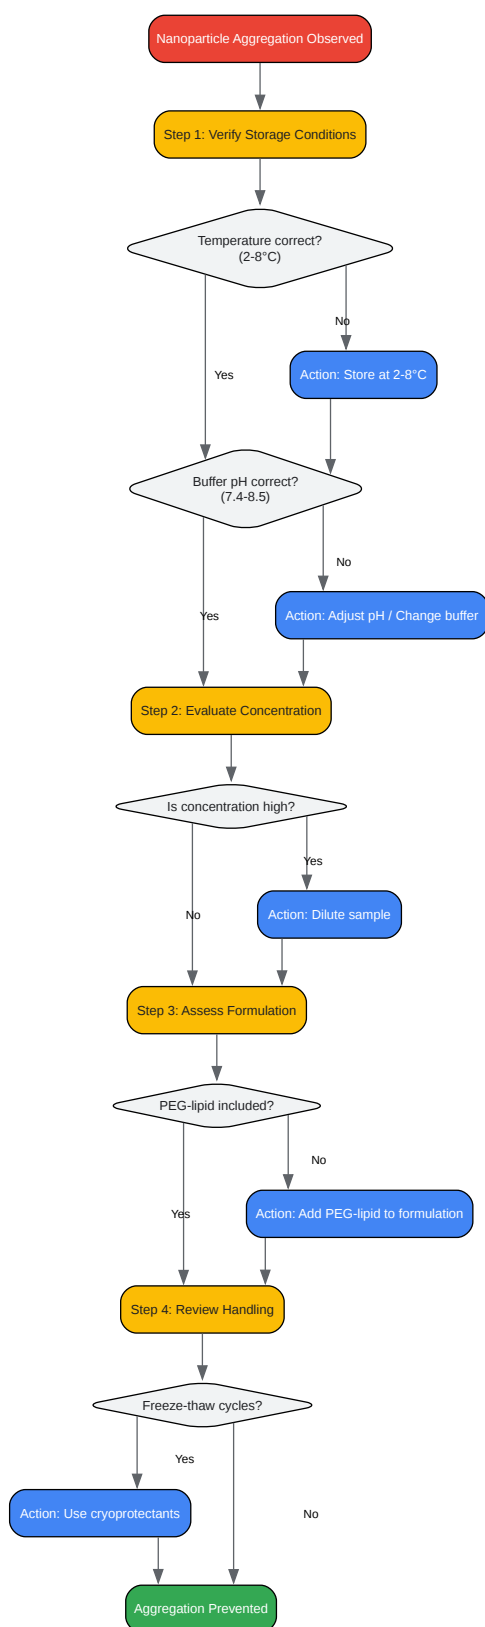 Nanoparticle Aggregation Observed
Step 1: Verify Storage Conditions
Temperature correct?
(2-8°C)
No
Yes
Action: Store at 2-8°C
Buffer pH correct?
(7.4-8.5)
No
Yes
Action: Adjust pH / Change buffer
Step 2: Evaluate Concentration
Is concentration high?
Yes
No
Action: Dilute sample
Step 3: Assess Formulation
PEG-lipid included?
No
Yes
Action: Add PEG-lipid to formulation
Step 4: Review Handling
Freeze-thaw cycles?
Yes
Action: Use cryoprotectants
No
Aggregation Prevented